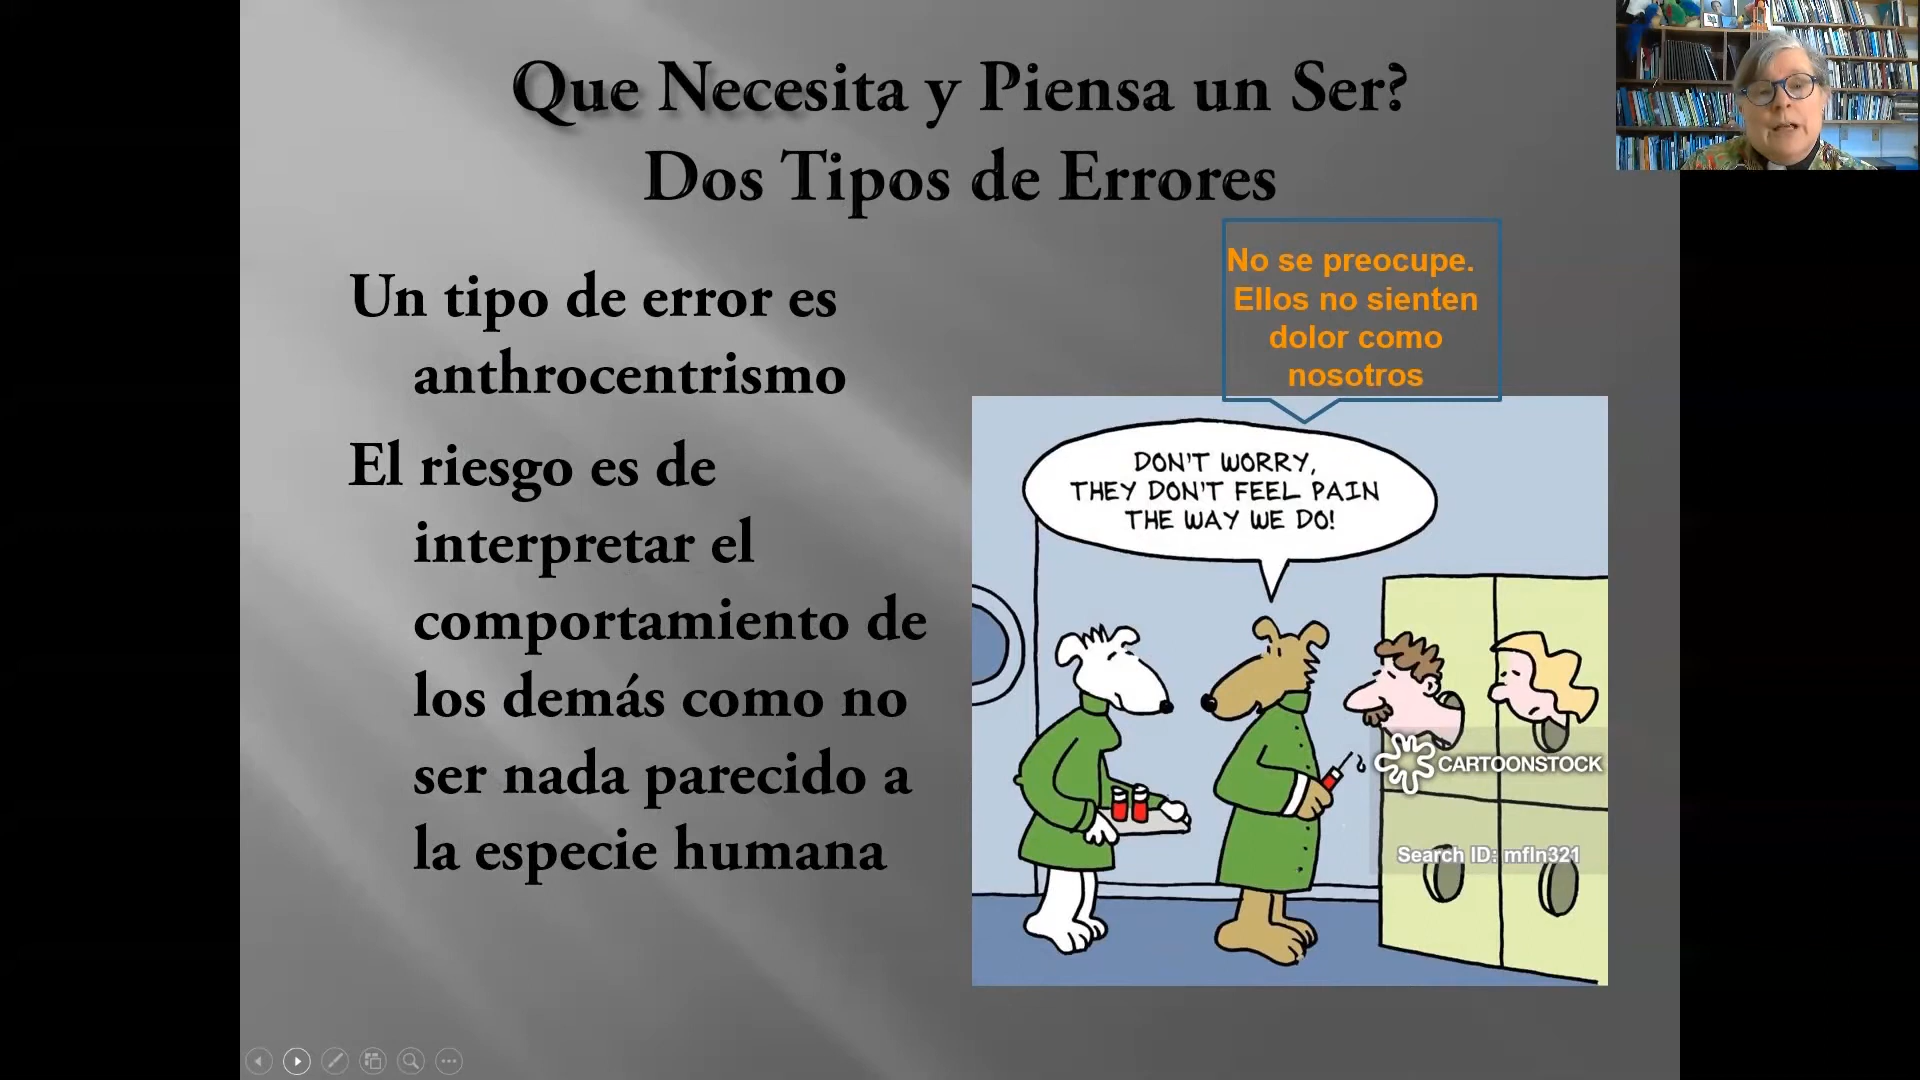 Que Necesita y Piensa un Ser?
Dos Tipos de Errores
Un tipo de error es
anthrocentrismo
El riesgo es de
interpretar el
comportamiento de
los demás como no
ser nada parecido a
la especie humana
No se preocupe.
Ellos no sienten
dolor como
nosotros
DON'T WORRY,
THEY DON'T FEEL PAIN
THE WAY WE DO!
CARTOONSTOCK
Search ID: mfln321